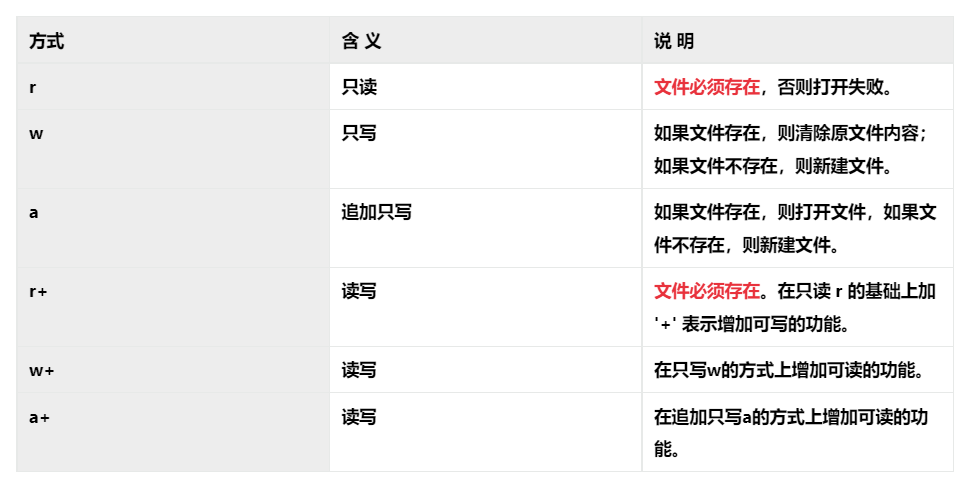 方式 含 义 说 明
r 只读 文件必须存在，否则打开失败。
w 只写 如果文件存在，则清除原文件内容；
如果文件不存在，则新建文件。
a 追加只写 如果文件存在，则打开文件，如果文
件不存在，则新建文件。
r+ 读写 文件必须存在。在只读 r 的基础上加
'+' 表示增加可写的功能。
w+ 读写 在只写w的方式上增加可读的功能。
a+ 读写 在追加只写a的方式上增加可读的功
能。